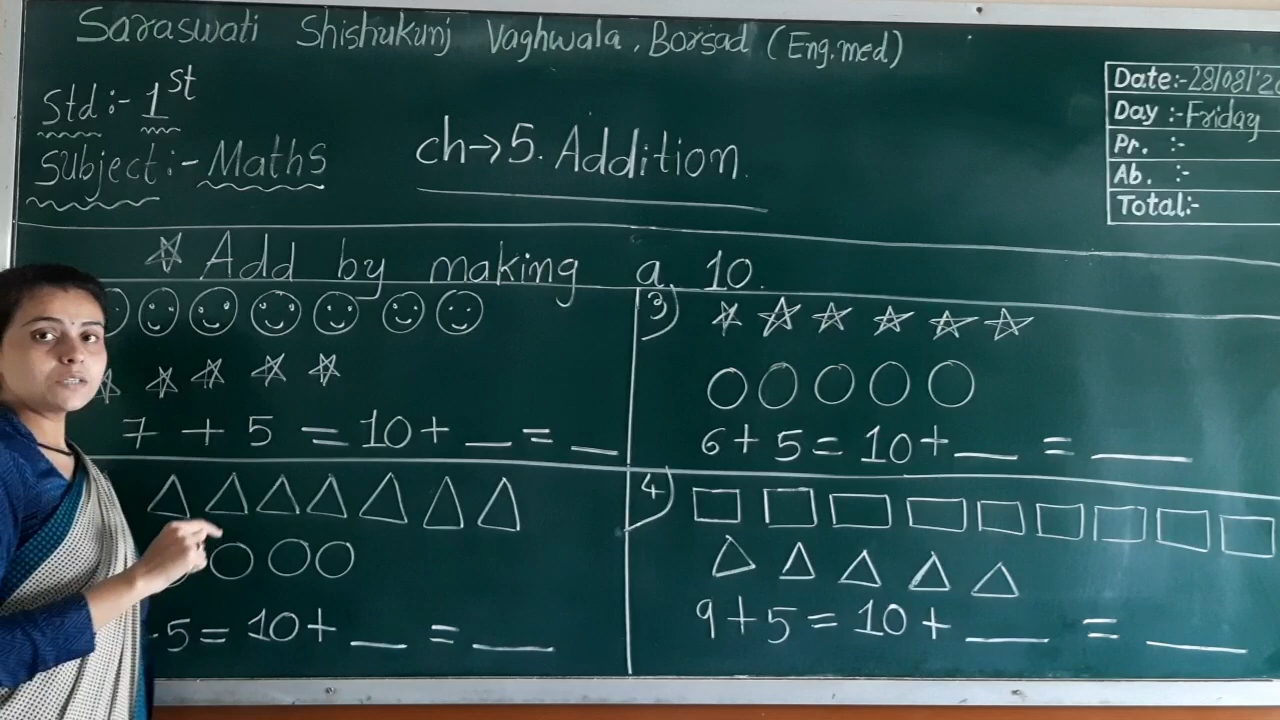 Saraswati Shishukunj Vaghwala, Borsad (Eng.med)
Std:- 1st
Subject:- Maths
ch→5. Addition.
Date:-28/08/'20
Day :-Friday
Pr. :-
Ab. :-
Total:-
Add by making a 10.
7 + 5 = 10+ __ = __
3)
6+5= 10+__ = __
5= 10+ __ = __
4)
9+5= 10+ __ = __